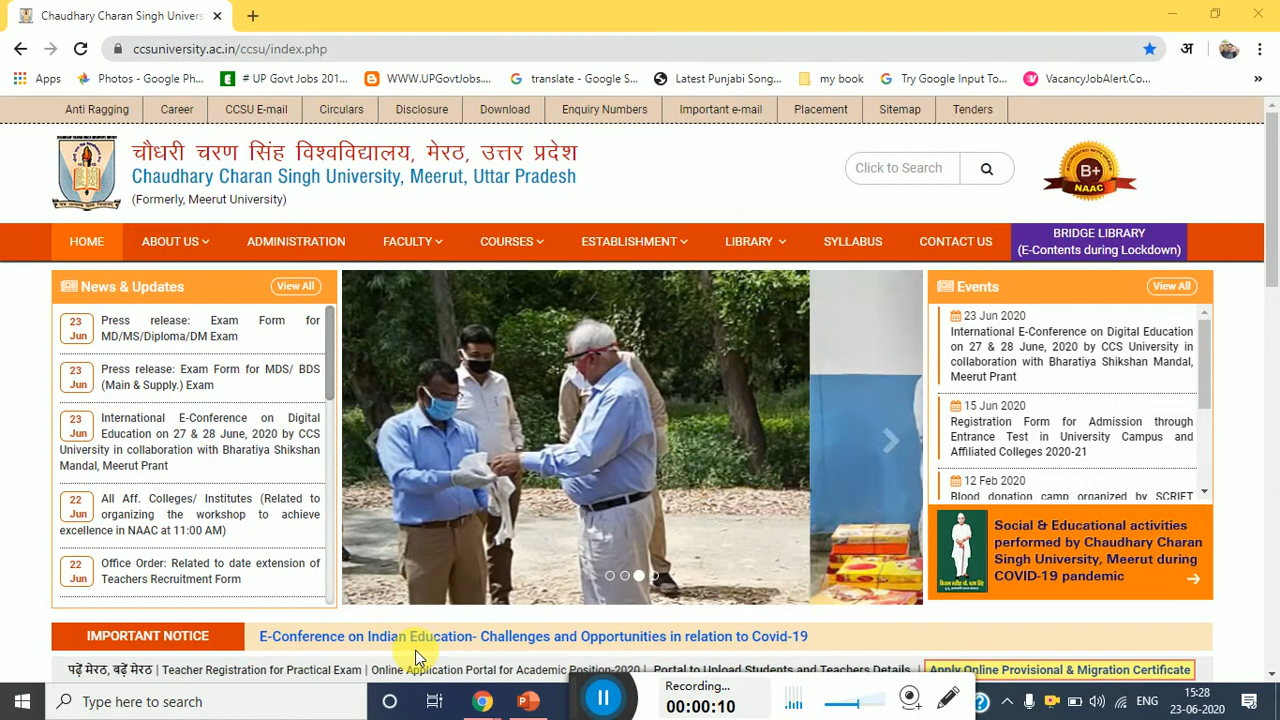 Chaudhary Charan Singh Univers
ccsuniversity.ac.in/ccsu/index.php
अ
Apps
Photos - Google Ph...
# UP Govt Jobs 201...
WWW.UPGovtJobs....
translate - Google S...
Latest Punjabi Song...
my book
Try Google Input To...
VacancyJobAlert.Co...
Anti Ragging
Career
CCSU E-mail
Circulars
Disclosure
Download
Enquiry Numbers
Important e-mail
Placement
Sitemap
Tenders
चौधरी चरण सिंह विश्वविद्यालय, मेरठ, उत्तर प्रदेश
Chaudhary Charan Singh University, Meerut, Uttar Pradesh
(Formerly, Meerut University)
Click to Search
B+
NAAC
HOME
ABOUT US
ADMINISTRATION
FACULTY
COURSES
ESTABLISHMENT
LIBRARY
SYLLABUS
CONTACT US
BRIDGE LIBRARY
(E-Contents during Lockdown)
News & Updates
View All
23 Jun
Press release: Exam Form for
MD/MS/Diploma/DM Exam
23 Jun
Press release: Exam Form for MDS/ BDS
(Main & Supply.) Exam
23 Jun
International E-Conference on Digital
Education on 27 & 28 June, 2020 by CCS
University in collaboration with Bharatiya Shikshan
Mandal, Meerut Prant
22 Jun
All Aff. Colleges/ Institutes (Related to
organizing the workshop to achieve
excellence in NAAC at 11:00 AM)
22 Jun
Office Order: Related to date extension of
Teachers Recruitment Form
Events
View All
23 Jun 2020
International E-Conference on Digital Education
on 27 & 28 June, 2020 by CCS University in
collaboration with Bharatiya Shikshan Mandal,
Meerut Prant
15 Jun 2020
Registration Form for Admission through
Entrance Test in University Campus and
Affiliated Colleges 2020-21
12 Feb 2020
Blood donation camp organized by SCRIET
Social & Educational activities
performed by Chaudhary Charan
Singh University, Meerut during
COVID-19 pandemic
IMPORTANT NOTICE
E-Conference on Indian Education- Challenges and Opportunities in relation to Covid-19
पढ़ें मेरठ, बढ़ें मेरठ | Teacher Registration for Practical Exam | Online Application Portal for Academic Position-2020 | Portal to Upload Students and Teachers Details | Apply Online Provisional & Migration Certificate
Type here to search
Recording...
00:00:10
ENG
15:28
23-06-2020